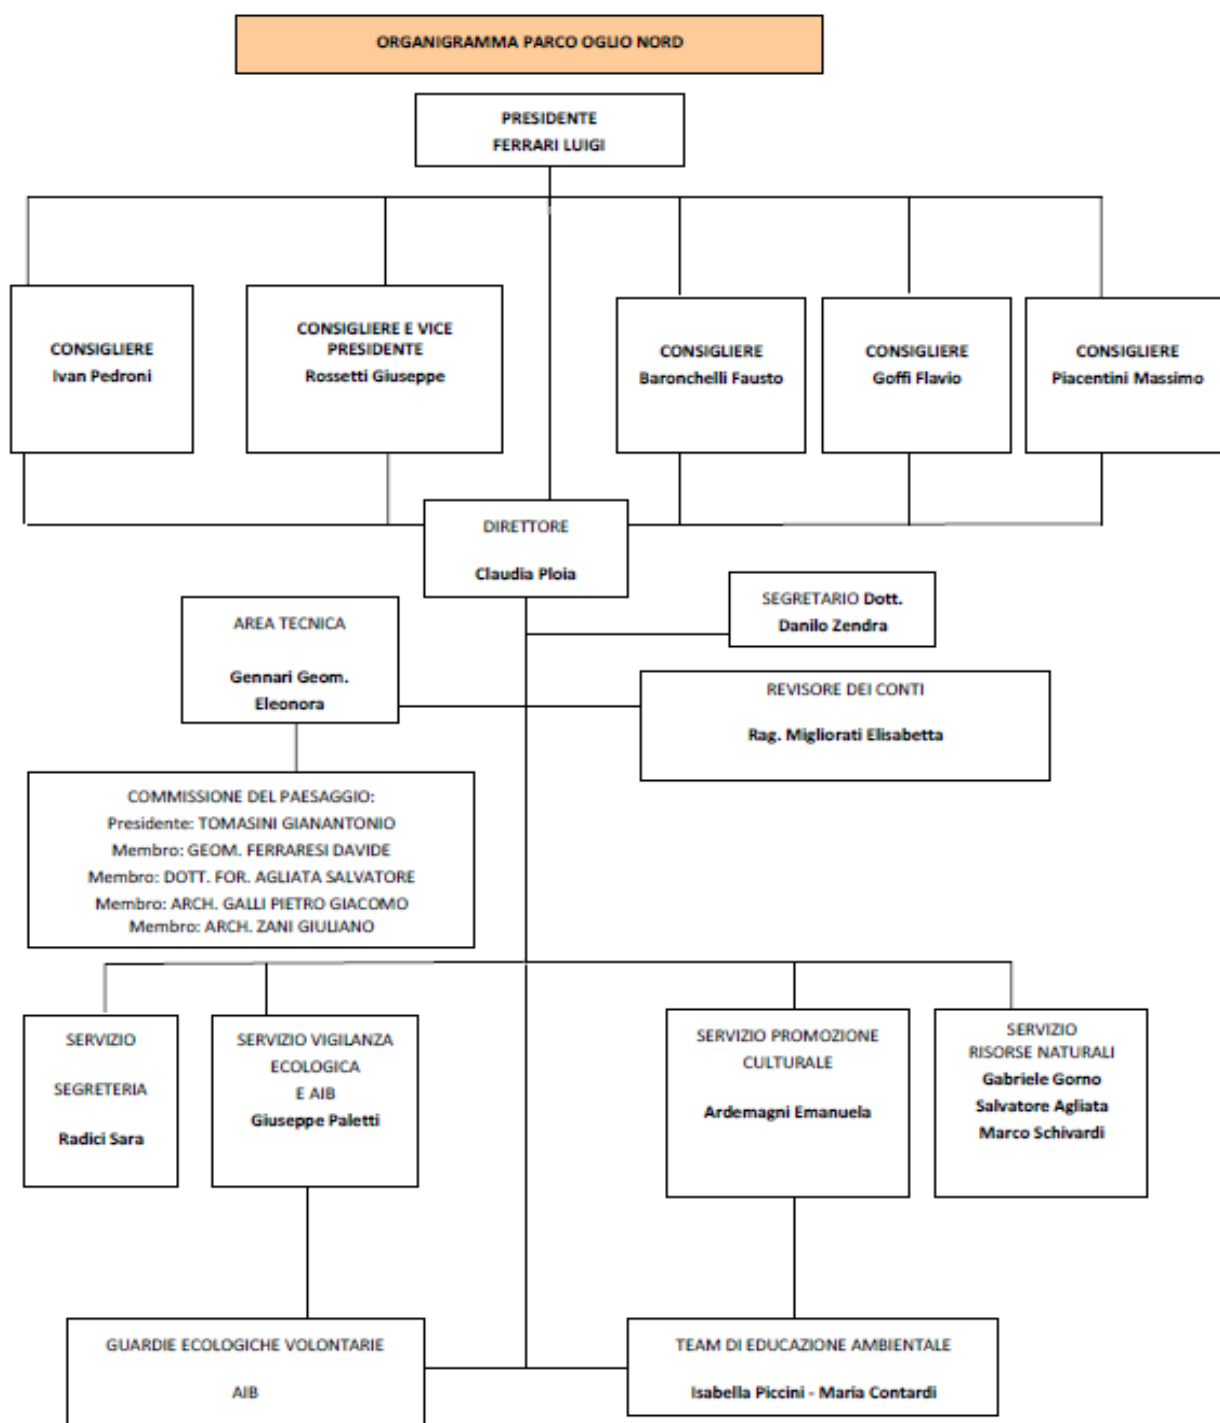 ORGANIGRAMMA PARCO OGLIO NORD
PRESIDENTE
FERRARI LUIGI
CONSIGLIERE
Ivan Pedroni
CONSIGLIERE E VICE
PRESIDENTE
Rossetti Giuseppe
CONSIGLIERE
Baronchelli Fausto
CONSIGLIERE
Goffi Flavio
CONSIGLIERE
Piacentini Massimo
DIRETTORE
Claudia Ploia
SEGRETARIO Dott.
Danilo Zendra
AREA TECNICA
Gennari Geom.
Eleonora
REVISORE DEI CONTI
Rag. Migliorati Elisabetta
COMMISSIONE DEL PAESAGGIO:
Presidente: TOMASINI GIANANTONIO
Membro: GEOM. FERRARESI DAVIDE
Membro: DOTT. FOR. AGLIATA SALVATORE
Membro: ARCH. GALLI PIETRO GIACOMO
Membro: ARCH. ZANI GIULIANO
SERVIZIO
SEGRETERIA
Radici Sara
SERVIZIO VIGILANZA
ECOLOGICA
E AIB
Giuseppe Paletti
SERVIZIO PROMOZIONE
CULTURALE
Ardemagni Emanuela
SERVIZIO
RISORSE NATURALI
Gabriele Gorno
Salvatore Agliata
Marco Schivardi
GUARDIE ECOLOGICHE VOLONTARIE
AIB
TEAM DI EDUCAZIONE AMBIENTALE
Isabella Piccini - Maria Contardi